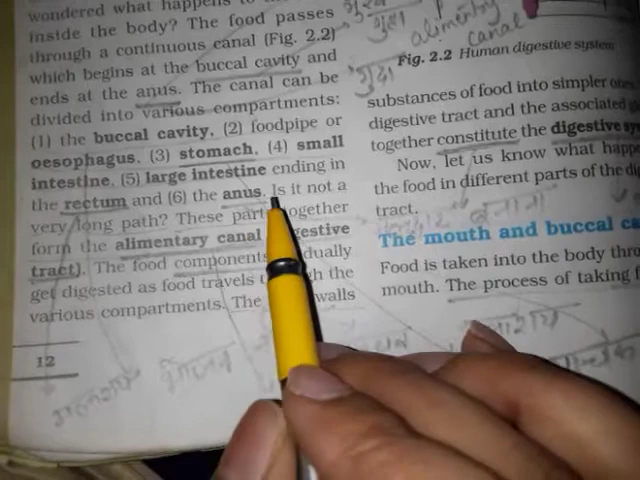 wondered what happens to
inside the body? The food passes
through a continuous canal (Fig. 2.2)
which begins at the buccal cavity and
ends at the anus. The canal can be
divided into various compartments:
(1) the buccal cavity, (2) foodpipe or
oesophagus, (3) stomach, (4) small
intestine, (5) large intestine ending in
the rectum and (6) the anus. Is it not a
very long path? These parts together
form the alimentary canal
tract). The food components
get digested as food travels the
various compartments. The walls
12
alimentry
canal
गुदा
Fig. 2.2 Human digestive system
substances of food into simpler ones
digestive tract and the associated
together constitute the digestive
Now, let us know what
the food in different parts of the
tract.
बनाना
The mouth and buccal
Food is taken into the body
mouth. The process of taking